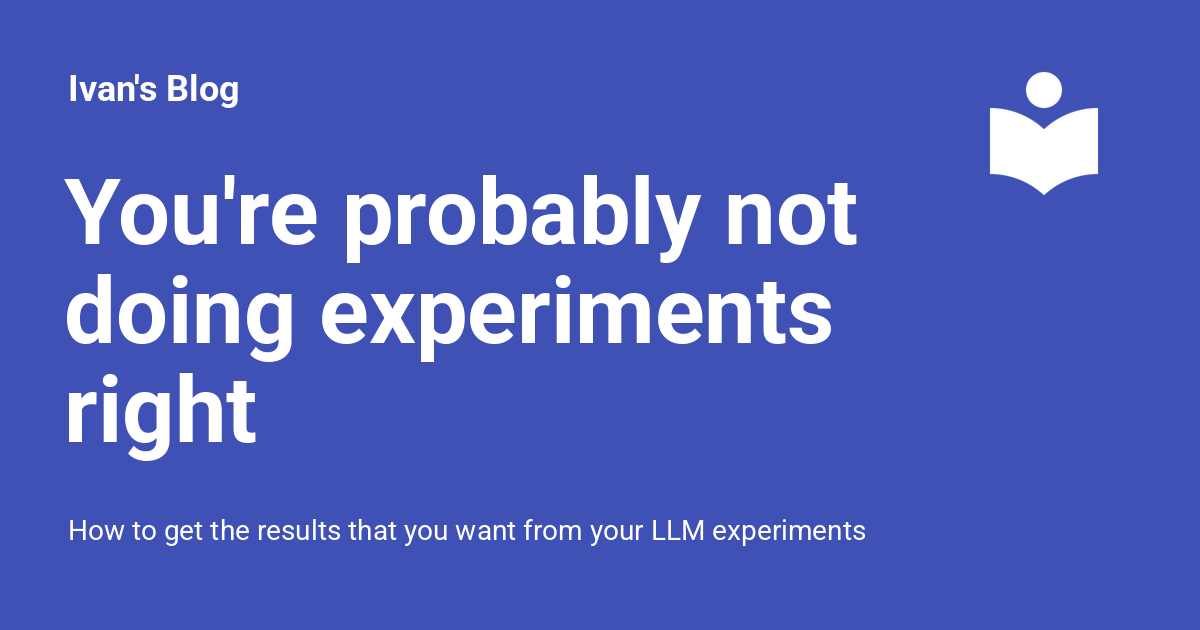 Ivan's Blog
You're probably not
doing experiments
right
How to get the results that you want from your LLM experiments